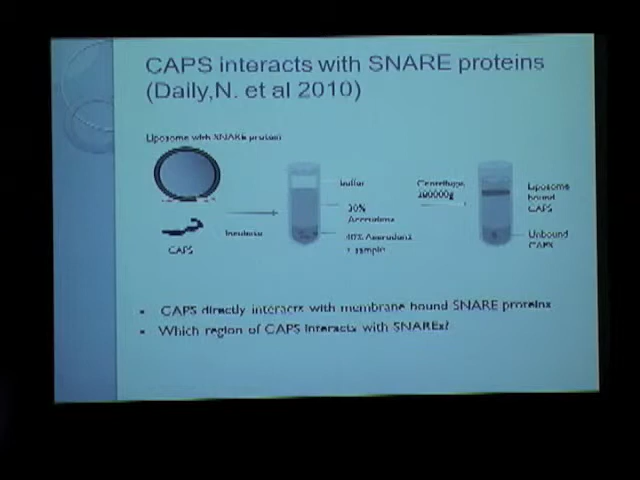 CAPS interacts with SNARE proteins
(Daily,N. et al 2010)
Liposome with SNARE protein
CAPS
Incubate
buffer
30%
Accudenz
40% Accudenz
+ sample
Centrifuge
100000g
Liposome
bound
CAPS
Unbound
CAPS
CAPS directly interacts with membrane bound SNARE proteins
Which region of CAPS interacts with SNAREs?